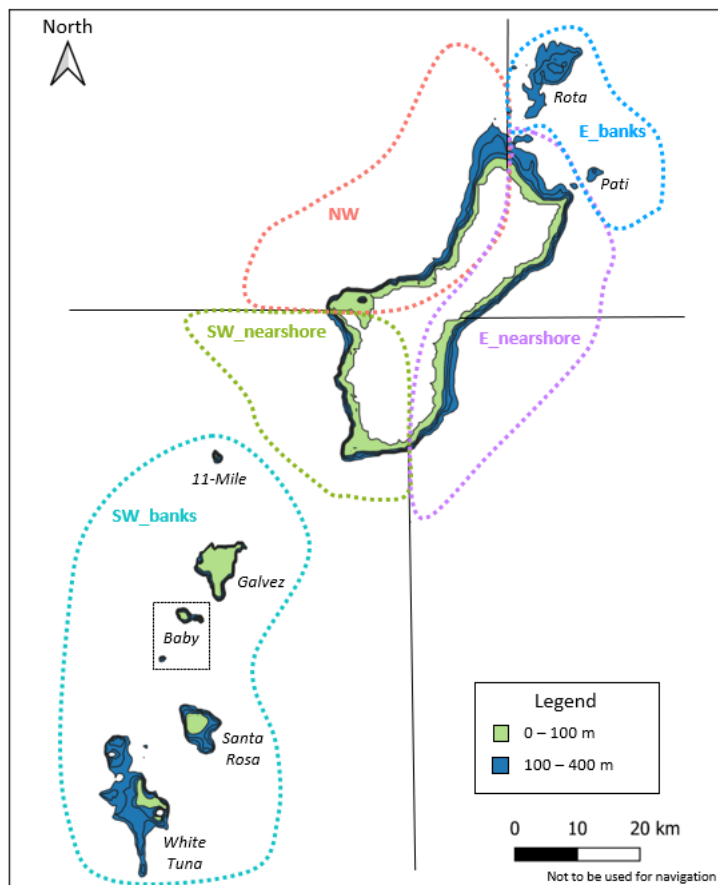 North
Rota
E_banks
Pati
NW
SW_nearshore
E_nearshore
11-Mile
SW_banks
Galvez
Baby
Santa
Rosa
White
Tuna
Legend
0 – 100 m
100 – 400 m
0 10 20 km
Not to be used for navigation